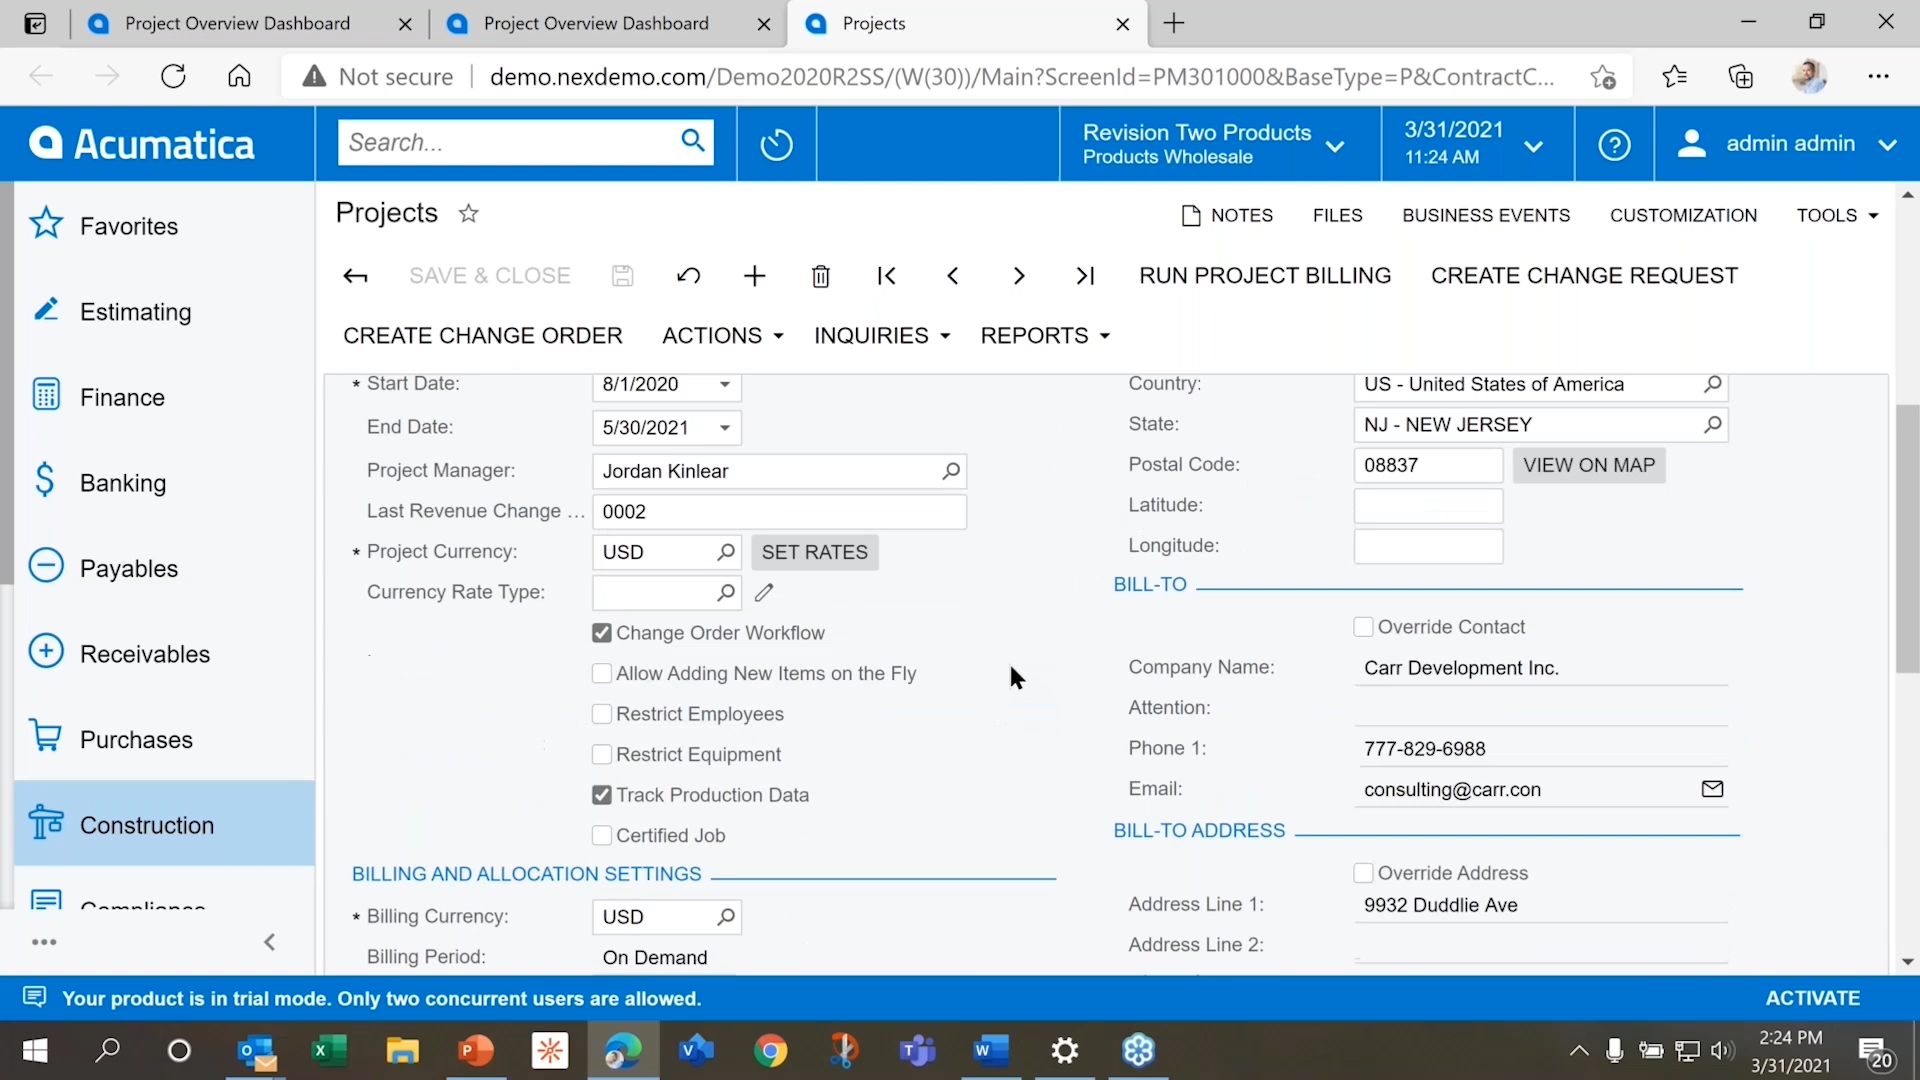 Project Overview Dashboard
Project Overview Dashboard
Projects
Not secure
demo.nexdemo.com/Demo2020R2SS/(W(30))/Main?ScreenId=PM301000&BaseType=P&ContractC...
Acumatica
Search...
Revision Two Products
Products Wholesale
3/31/2021
11:24 AM
admin admin
Favorites
Estimating
Finance
Banking
Payables
Receivables
Purchases
Construction
Compliance
Projects
NOTES
FILES
BUSINESS EVENTS
CUSTOMIZATION
TOOLS
SAVE & CLOSE
RUN PROJECT BILLING
CREATE CHANGE REQUEST
CREATE CHANGE ORDER
ACTIONS
INQUIRIES
REPORTS
* Start Date: 8/1/2020
End Date: 5/30/2021
Project Manager: Jordan Kinlear
Last Revenue Change ... 0002
* Project Currency: USD SET RATES
Currency Rate Type:
Change Order Workflow
Allow Adding New Items on the Fly
Restrict Employees
Restrict Equipment
Track Production Data
Certified Job
BILLING AND ALLOCATION SETTINGS
* Billing Currency: USD
Billing Period: On Demand
Country: US - United States of America
State: NJ - NEW JERSEY
Postal Code: 08837 VIEW ON MAP
Latitude:
Longitude:
BILL-TO
Override Contact
Company Name: Carr Development Inc.
Attention:
Phone 1: 777-829-6988
Email: consulting@carr.con
BILL-TO ADDRESS
Override Address
Address Line 1: 9932 Duddlie Ave
Address Line 2:
Your product is in trial mode. Only two concurrent users are allowed.
ACTIVATE
2:24 PM
3/31/2021
20